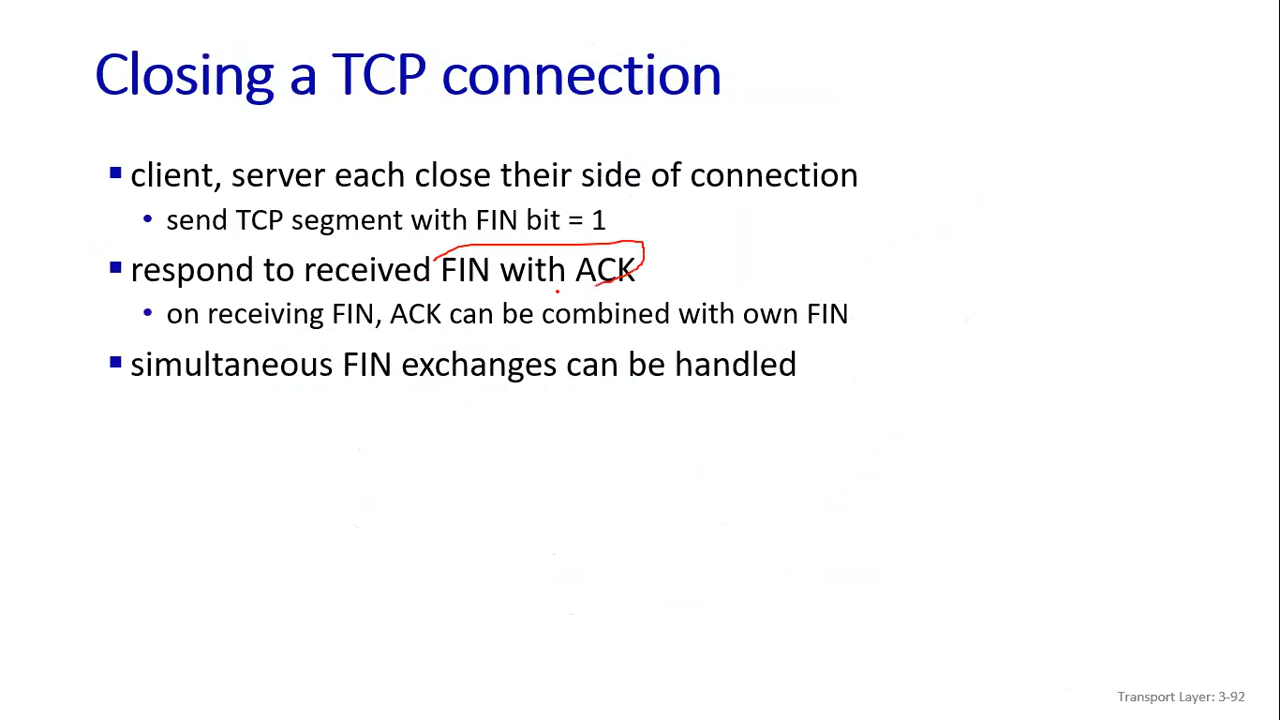 Closing a TCP connection
▪ client, server each close their side of connection
• send TCP segment with FIN bit = 1
▪ respond to received FIN with ACK
• on receiving FIN, ACK can be combined with own FIN
▪ simultaneous FIN exchanges can be handled
Transport Layer: 3-92